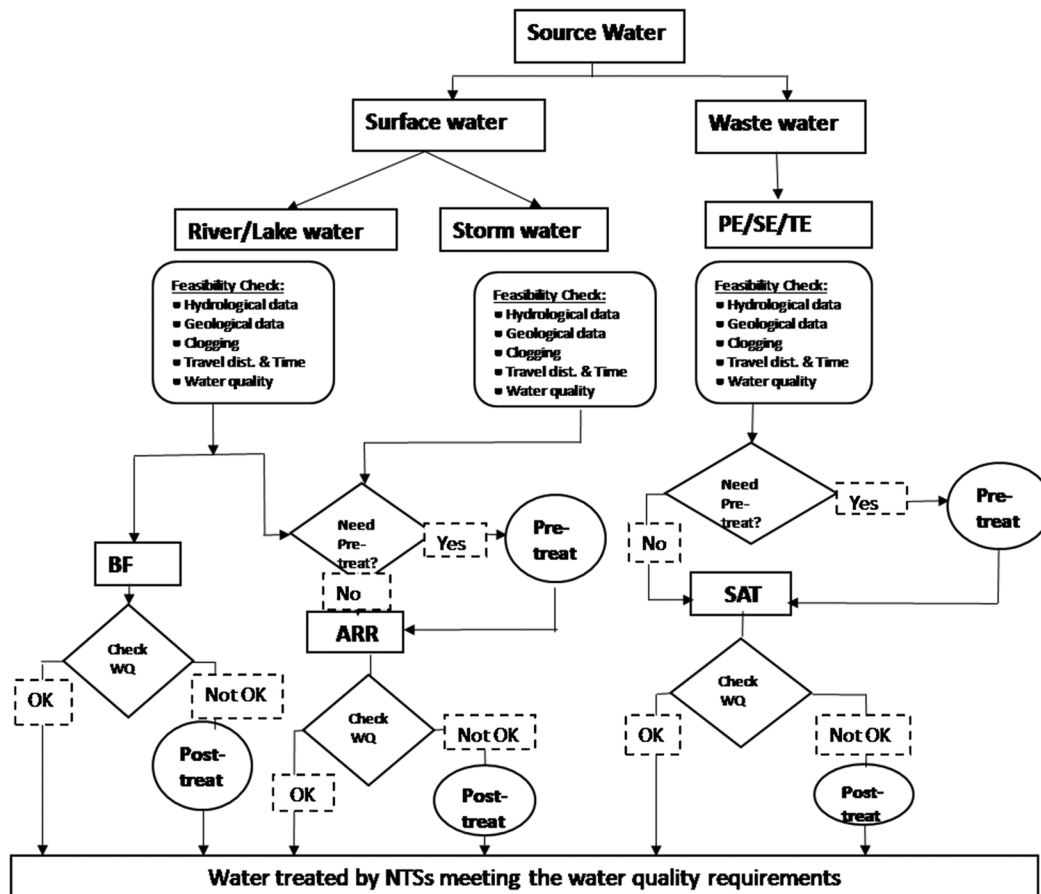 Source Water
Surface water
Waste water
River/Lake water
Storm water
PE/SE/TE
Feasibility Check:
Hydrological data
Geological data
Clogging
Travel dist. & Time
Water quality
Feasibility Check:
Hydrological data
Geological data
Clogging
Travel dist. & Time
Water quality
Feasibility Check:
Hydrological data
Geological data
Clogging
Travel dist. & Time
Water quality
Need
Pre-
treat?
Yes
Pre-
treat
No
Need
Pre-
treat?
Yes
Pre-
treat
No
BF
ARR
SAT
Check
WQ
OK
Not OK
Post-
treat
Check
WQ
OK
Not OK
Post-
treat
Check
WQ
OK
Not OK
Post-
treat
Water treated by NTSs meeting the water quality requirements